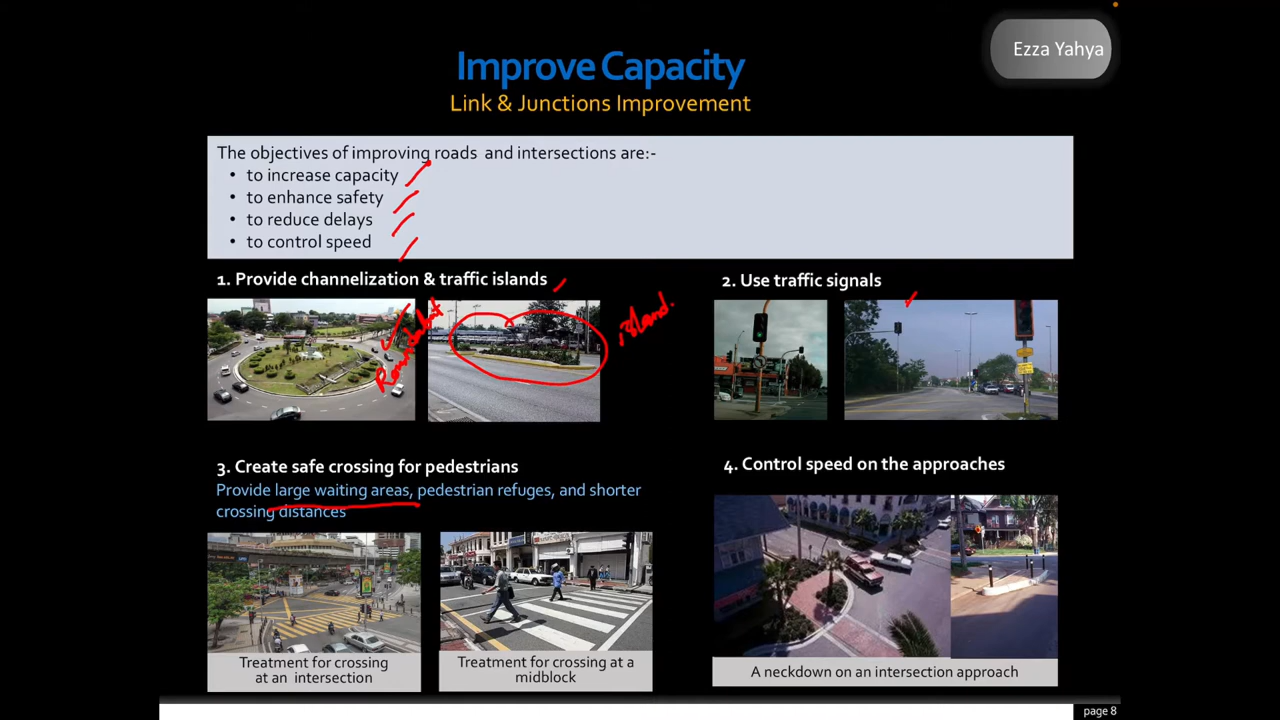 Ezza Yahya
Improve Capacity
Link & Junctions Improvement
The objectives of improving roads and intersections are:-
• to increase capacity
• to enhance safety
• to reduce delays
• to control speed
1. Provide channelization & traffic islands
2. Use traffic signals
Roundabout
island.
3. Create safe crossing for pedestrians
Provide large waiting areas, pedestrian refuges, and shorter
crossing distances
4. Control speed on the approaches
Treatment for crossing
at an intersection
Treatment for crossing at a
midblock
A neckdown on an intersection approach
page 8